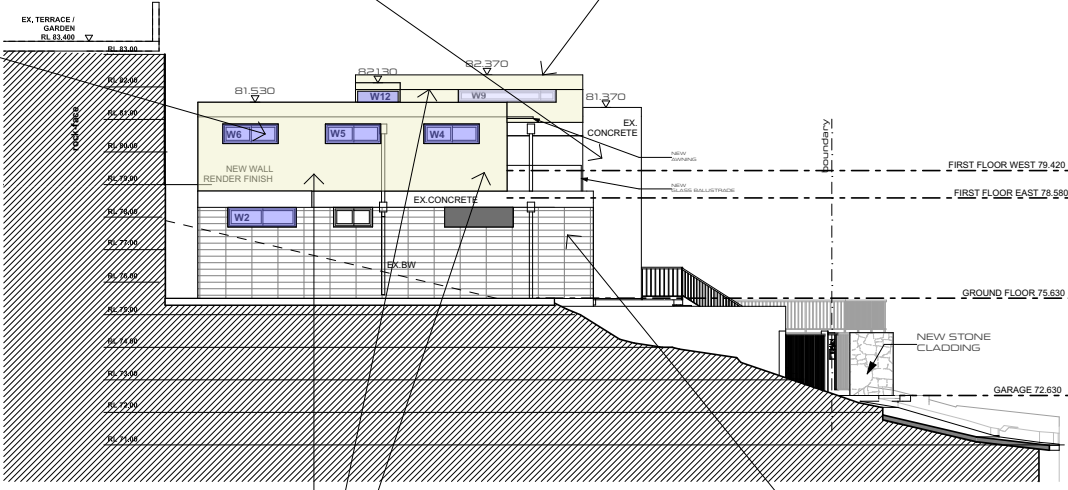 EX, TERRACE /
GARDEN
RL 83,400
RL 83.00
RL 82.00
RL 81.00
RL 80.00
RL 79.00
RL 78.00
RL 77.00
RL 76.00
RL 75.00
RL 74.00
RL 73.00
RL 72.00
RL 71.00
rock face
81.530
82.130
82.370
81.370
W12
W9
W6
W5
W4
EX.
CONCRETE
NEW
AWNING
NEW WALL
RENDER FINISH
NEW
GLASS BALLUSTRADE
EX.CONCRETE
W2
EX.BW
boundary
FIRST FLOOR WEST 79.420
FIRST FLOOR EAST 78.580
GROUND FLOOR 75.630
NEW STONE
CLADDING
GARAGE 72.630